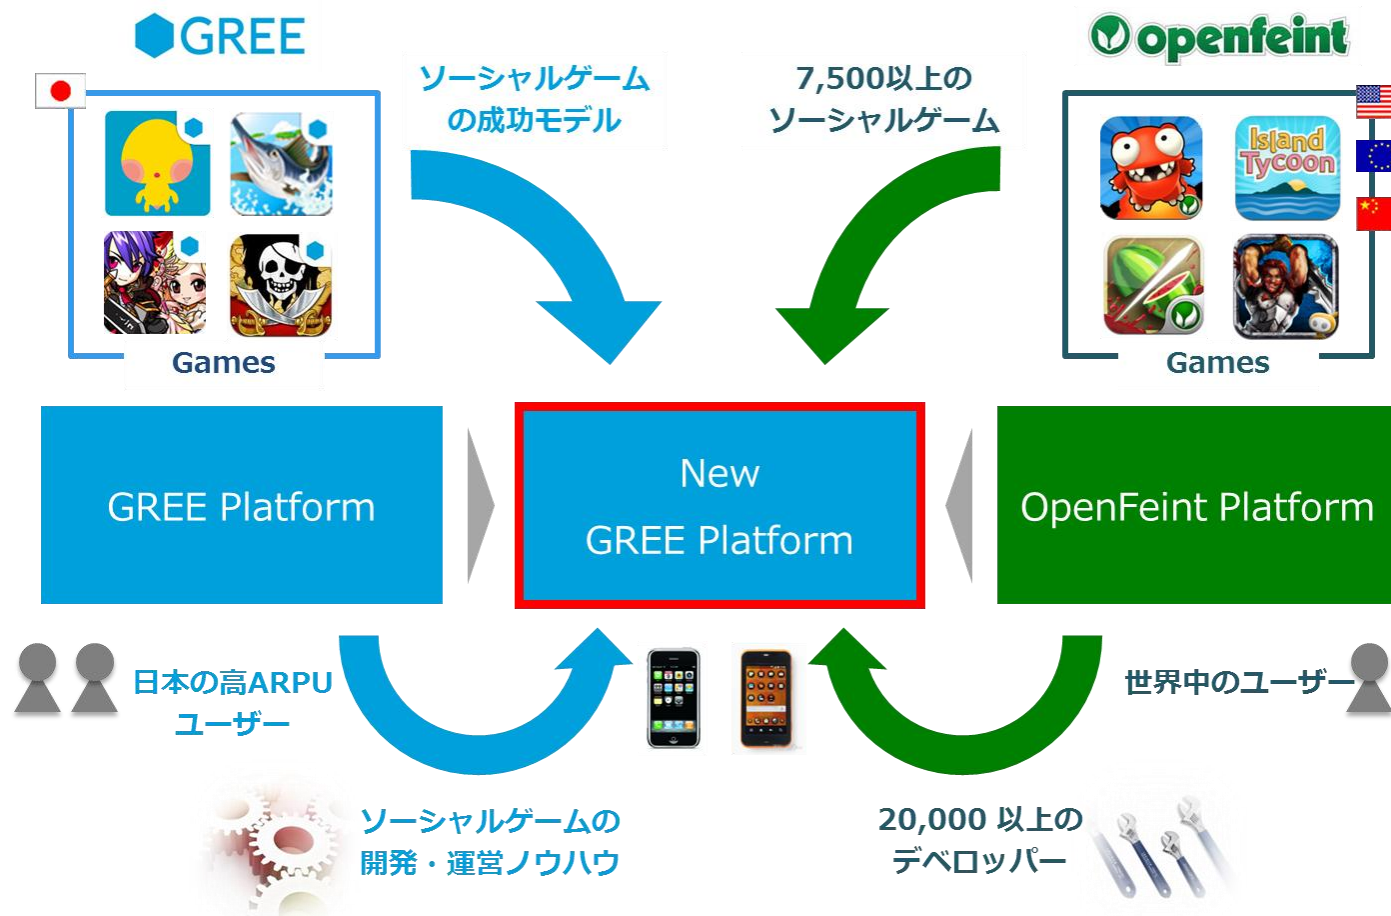 GREE
openfeint
ソーシャルゲーム
の成功モデル
7,500以上の
ソーシャルゲーム
Island
Tycoon
Games
Games
GREE Platform
New
GREE Platform
OpenFeint Platform
日本の高ARPU
ユーザー
世界中のユーザー
ソーシャルゲームの
開発・運営ノウハウ
20,000 以上の
デベロッパー